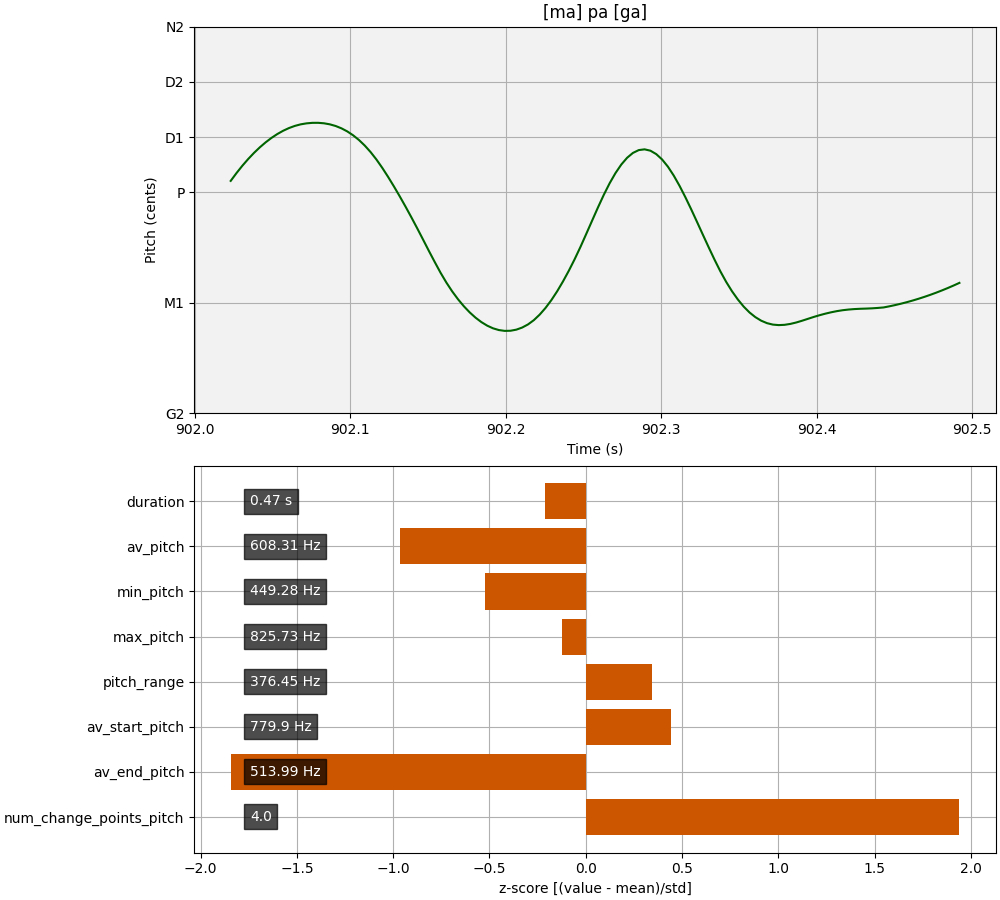 [ma] pa [ga]
N2
D2
D1
P
M1
G2
Pitch (cents)
902.0 902.1 902.2 902.3 902.4 902.5
Time (s)
duration 0.47 s
av_pitch 608.31 Hz
min_pitch 449.28 Hz
max_pitch 825.73 Hz
pitch_range 376.45 Hz
av_start_pitch 779.9 Hz
av_end_pitch 513.99 Hz
num_change_points_pitch 4.0
−2.0 −1.5 −1.0 −0.5 0.0 0.5 1.0 1.5 2.0
z-score [(value - mean)/std]